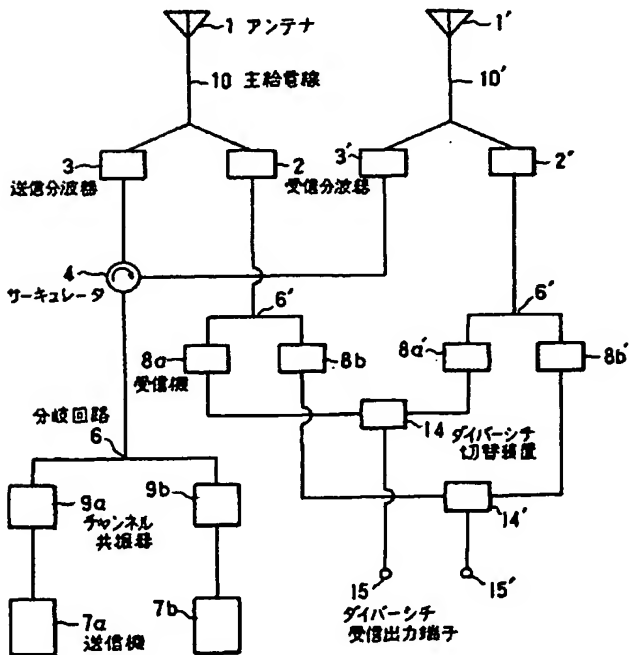 1 アンテナ
1′
10 主給電線
10′
3
送信分波器
2
3′
受信分波器
2′
4
サーキュレータ
6′
6′
8a
受信機
8b
8a′
8b′
分岐回路
6
14 ダイバーシチ
切替装置
9a
チャンネル
共振器
9b
14′
15
15′
ダイバーシチ
受信出力端子
7a
送信機
7b